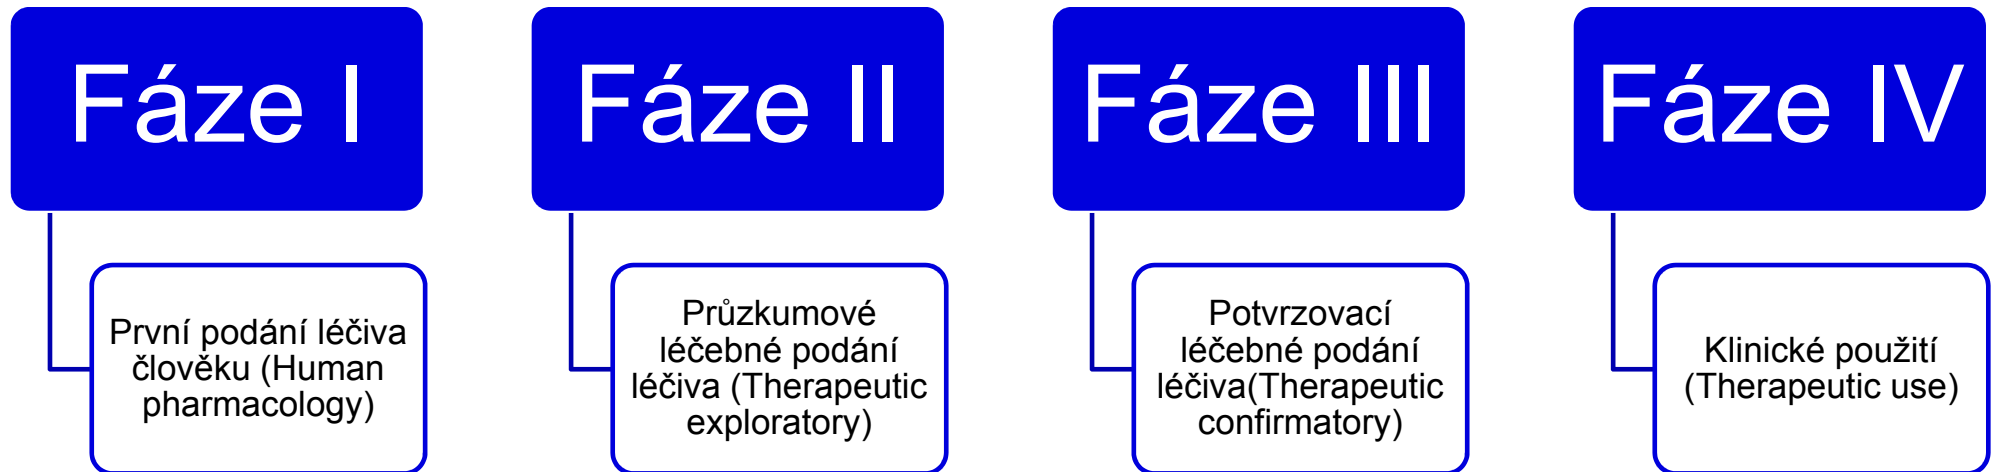 Fáze I
První podání léčiva
člověku (Human
pharmacology)
Fáze II
Průzkumové
léčebné podání
léčiva (Therapeutic
exploratory)
Fáze III
Potvrzovací
léčebné podání
léčiva(Therapeutic
confirmatory)
Fáze IV
Klinické použití
(Therapeutic use)